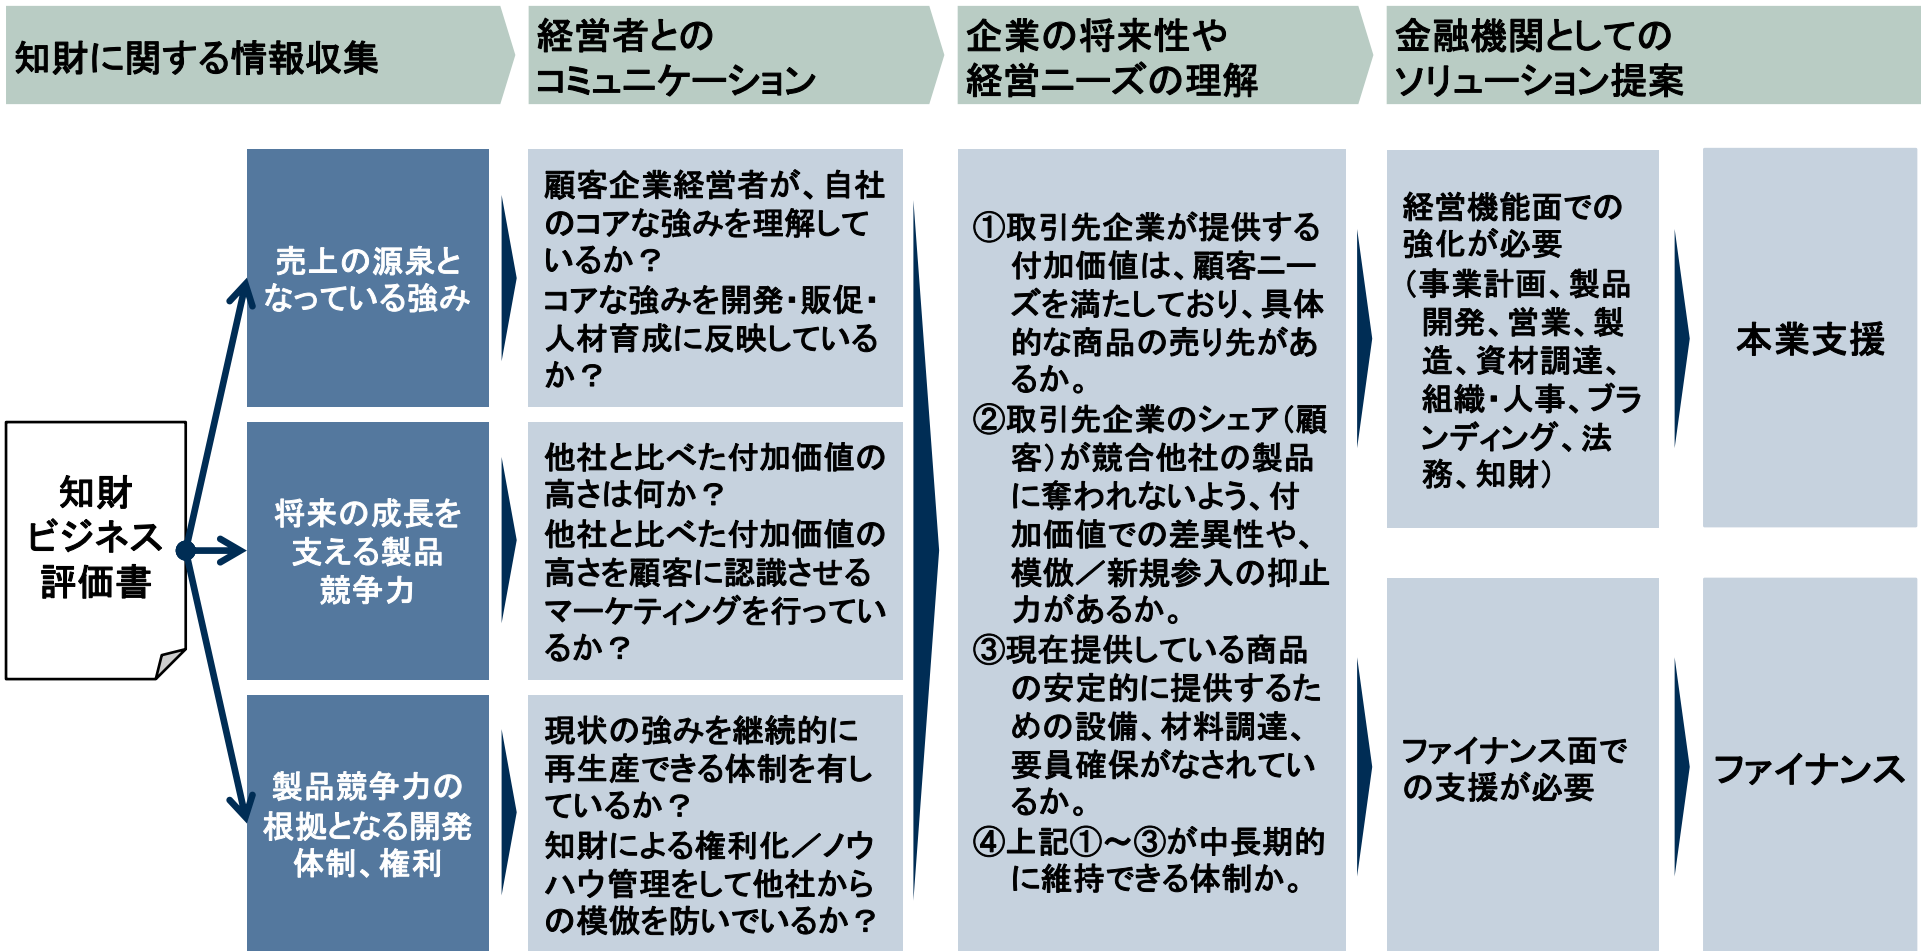 知財に関する情報収集
経営者との
コミュニケーション
企業の将来性や
経営ニーズの理解
金融機関としての
ソリューション提案
知財
ビジネス
評価書
売上の源泉と
なっている強み
将来の成長を
支える製品
競争力
製品競争力の
根拠となる開発
体制、権利
顧客企業経営者が、自社
のコアな強みを理解して
いるか？
コアな強みを開発・販促・
人材育成に反映している
か？
他社と比べた付加価値の
高さは何か？
他社と比べた付加価値の
高さを顧客に認識させる
マーケティングを行ってい
るか？
現状の強みを継続的に
再生産できる体制を有し
ているか？
知財による権利化／ノウ
ハウ管理をして他社から
の模倣を防いでいるか？
①取引先企業が提供する
付加価値は、顧客ニー
ズを満たしており、具体
的な商品の売り先があ
るか。
②取引先企業のシェア（顧
客）が競合他社の製品
に奪われないよう、付
加価値での差異性や、
模倣／新規参入の抑止
力があるか。
③現在提供している商品
の安定的に提供するた
めの設備、材料調達、
要員確保がなされてい
るか。
④上記①～③が中長期的
に維持できる体制か。
経営機能面での
強化が必要
（事業計画、製品
開発、営業、製
造、資材調達、
組織・人事、ブラ
ンディング、法
務、知財）
本業支援
ファイナンス面で
の支援が必要
ファイナンス